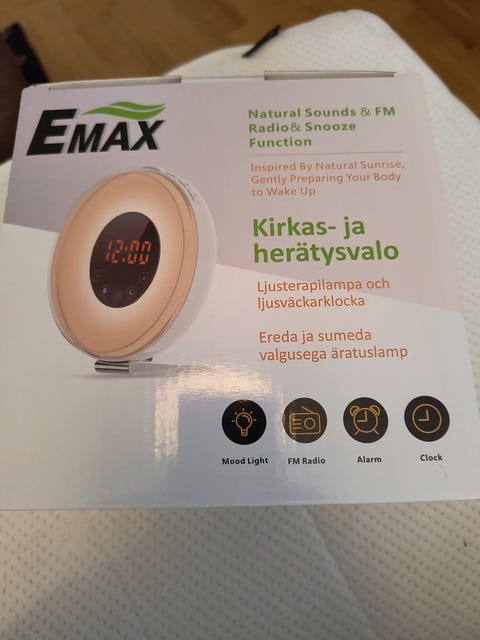 EMAX
Natural Sounds & FM
Radio& Snooze
Function
Inspired By Natural Sunrise,
Gently Preparing Your Body
to Wake Up
12:00
Kirkas- ja
herätysvalo
Ljusterapilampa och
ljusväckarklocka
Ereda ja sumeda
valgusega äratuslamp
Mood Light
FM Radio
Alarm
Clock